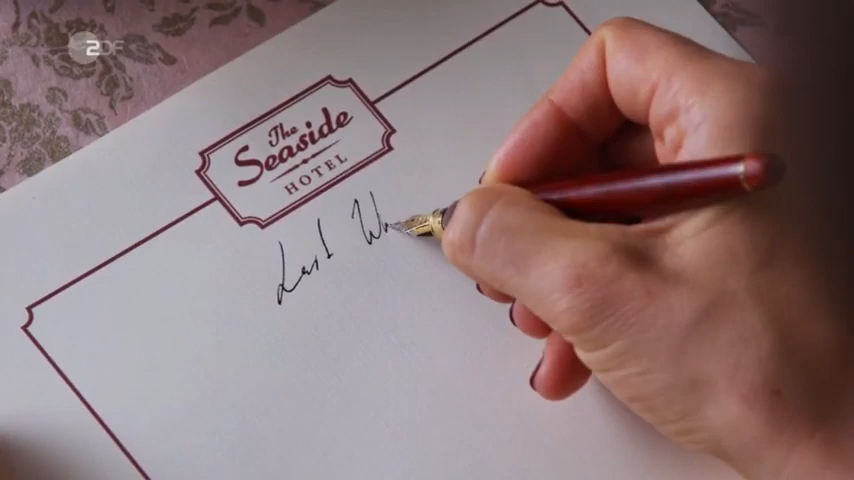 ZDF
The
Seaside
HOTEL
Last W